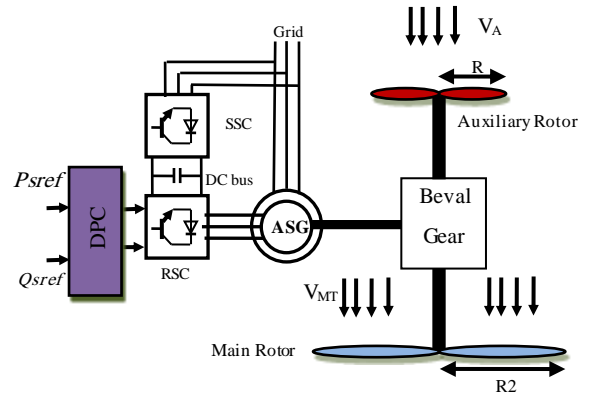 Grid
V_A
R
Auxiliary Rotor
SSC
Psref
DPC
DC bus
Beval
Gear
ASG
Qsref
RSC
V_MT
Main Rotor
R2